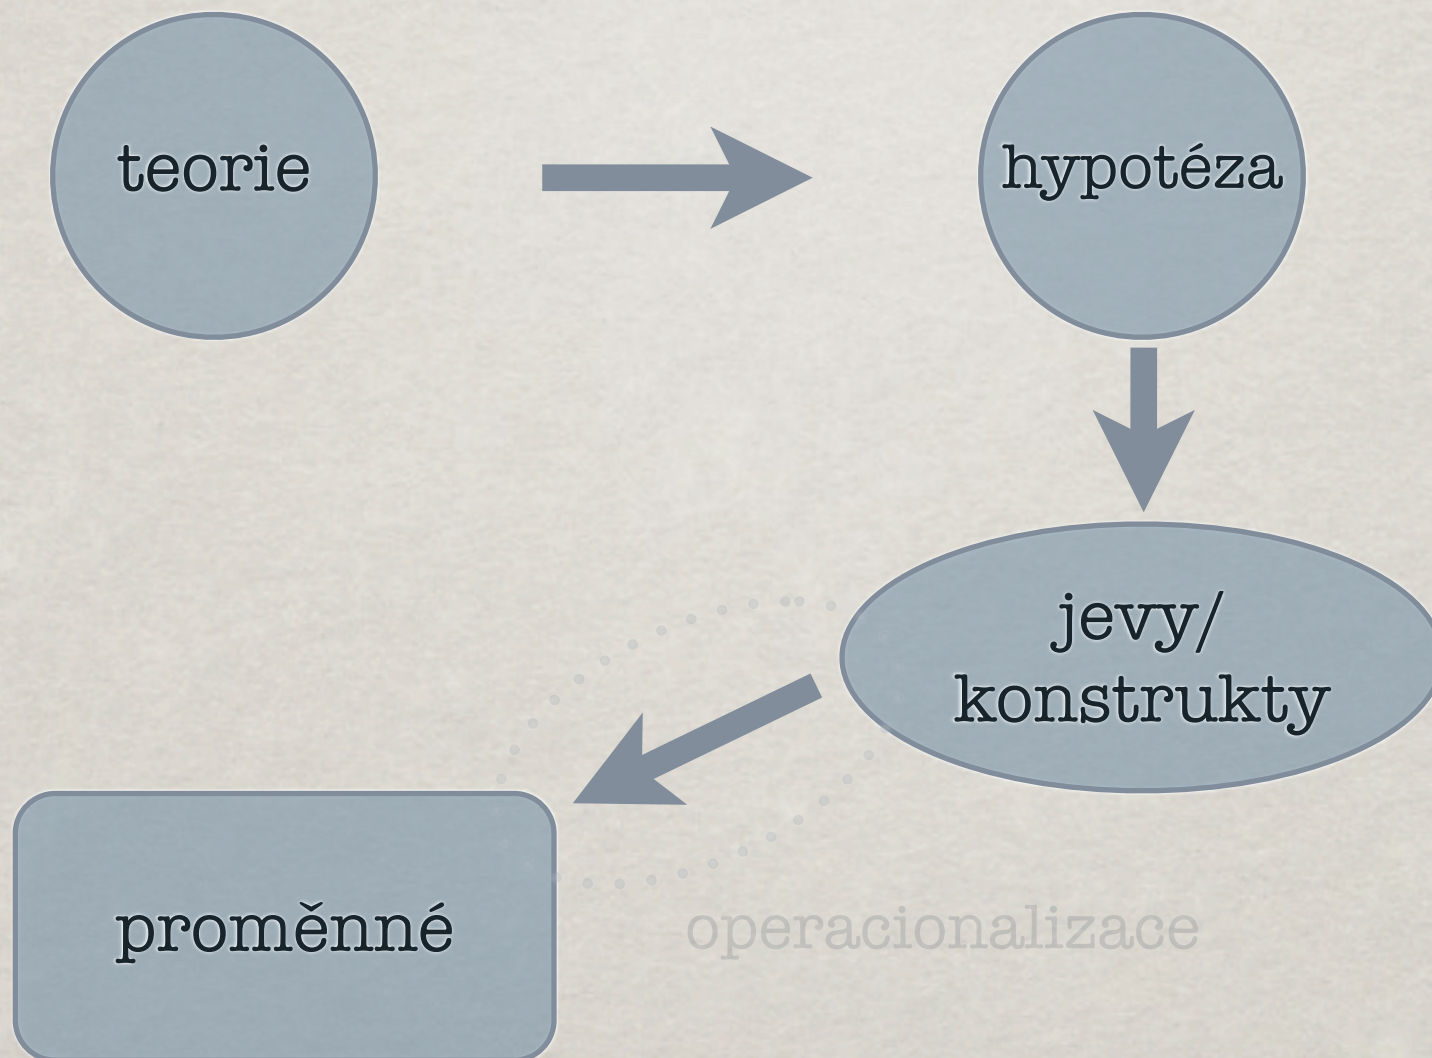 teorie
hypotéza
jevy/
konstrukty
proměnné
operacionalizace